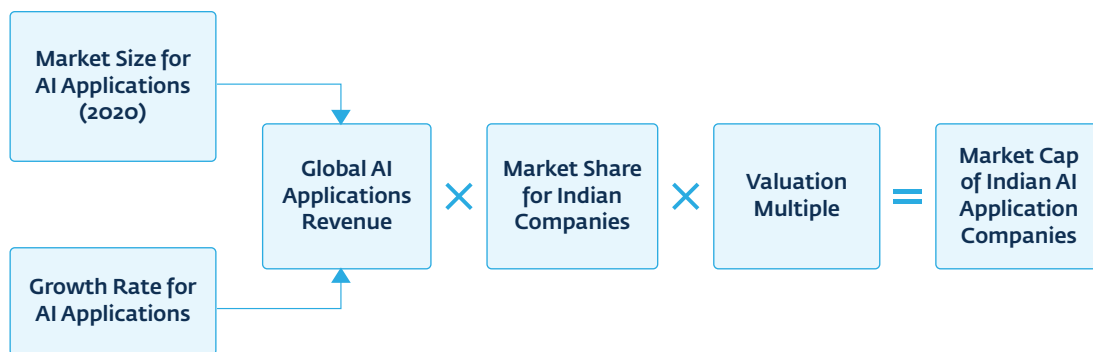 Market Size for
AI Applications
(2020)
Growth Rate for
AI Applications
Global AI
Applications
Revenue
×
Market Share
for Indian
Companies
×
Valuation
Multiple
=
Market Cap
of Indian AI
Application
Companies